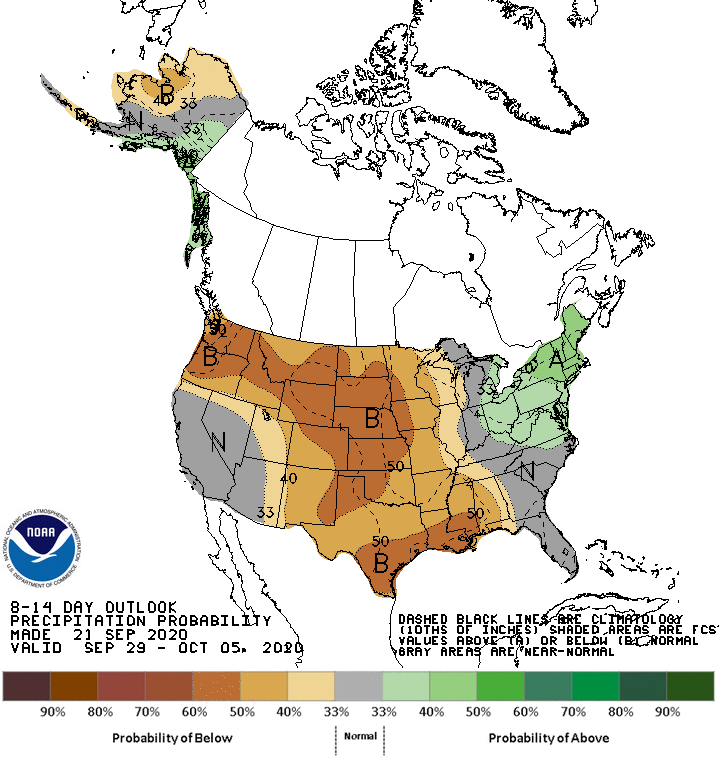 B
40
33
N
33
A
50
B
A
B
33
N
N
40
50
33
50
50
B
NATIONAL OCEANIC AND ATMOSPHERIC ADMINISTRATION
NOAA
U.S. DEPARTMENT OF COMMERCE
8-14 DAY OUTLOOK
PRECIPITATION PROBABILITY
MADE 21 SEP 2020
VALID SEP 29 - OCT 05, 2020
DASHED BLACK LINES ARE CLIMATOLOGY
(10THS OF INCHES) SHADED AREAS ARE FCST
VALUES ABOVE (A) OR BELOW (B) NORMAL
GRAY AREAS ARE NEAR-NORMAL
90% 80% 70% 60% 50% 40% 33% 33% 40% 50% 60% 70% 80% 90%
Probability of Below Normal Probability of Above